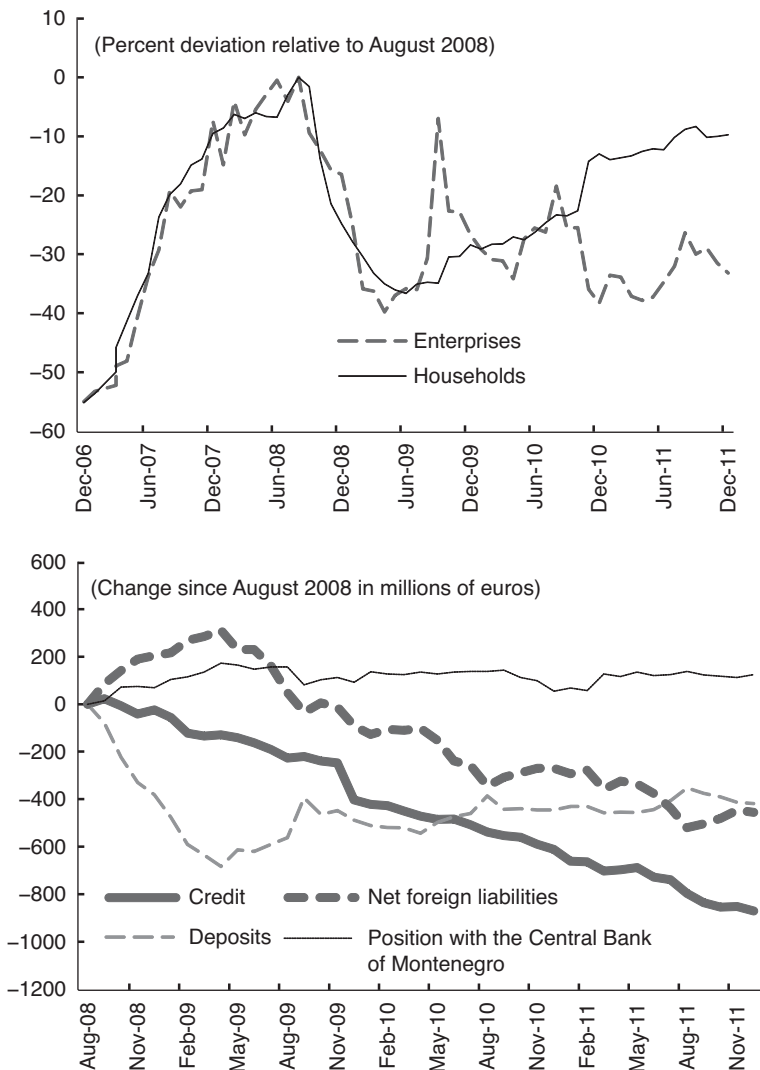 10
(Percent deviation relative to August 2008)
0
−10
−20
−30
−40
−50
−60
Enterprises
Households
Dec-06
Jun-07
Dec-07
Jun-08
Dec-08
Jun-09
Dec-09
Jun-10
Dec-10
Jun-11
Dec-11
600
(Change since August 2008 in millions of euros)
400
200
0
−200
−400
−600
−800
−1000
−1200
Credit
Net foreign liabilities
Deposits
Position with the Central Bank
of Montenegro
Aug-08
Nov-08
Feb-09
May-09
Aug-09
Nov-09
Feb-10
May-10
Aug-10
Nov-10
Feb-11
May-11
Aug-11
Nov-11